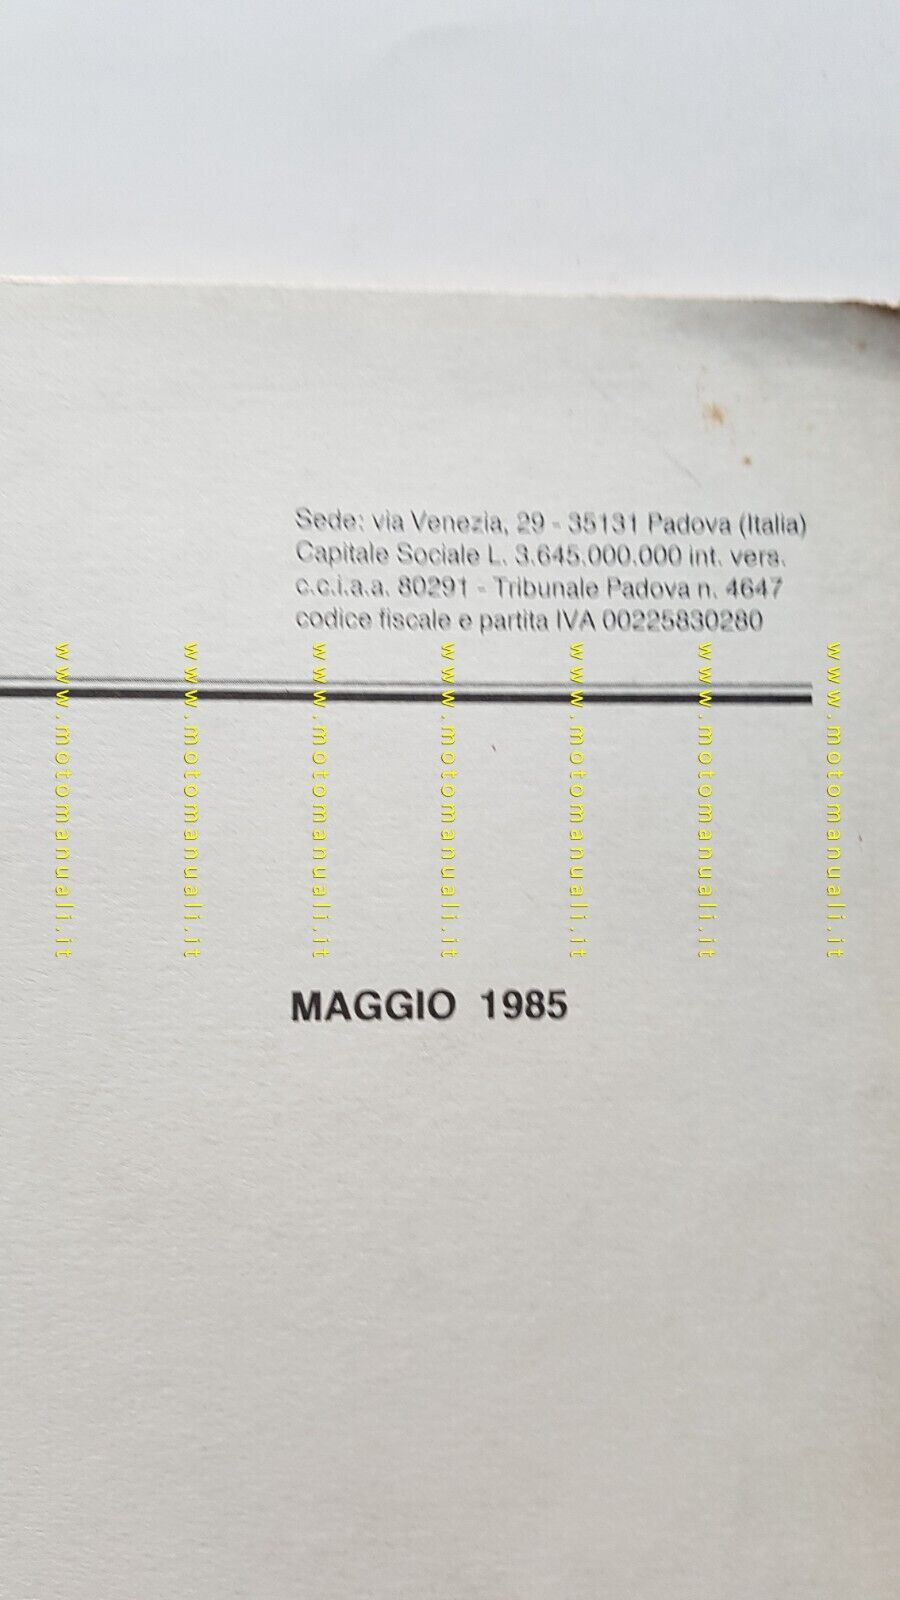 Sede: via Venezia, 29 - 35131 Padova (Italia)
Capitale Sociale L. 3.645.000.000 int. vers.
c.c.i.a.a. 80291 - Tribunale Padova n. 4647
codice fiscale e partita IVA 00225830280
www.motomanuali.it
www.motomanuali.it
www.motomanuali.it
www.motomanuali.it
www.motomanuali.it
www.motomanuali.it
www.motomanuali.it
MAGGIO 1985